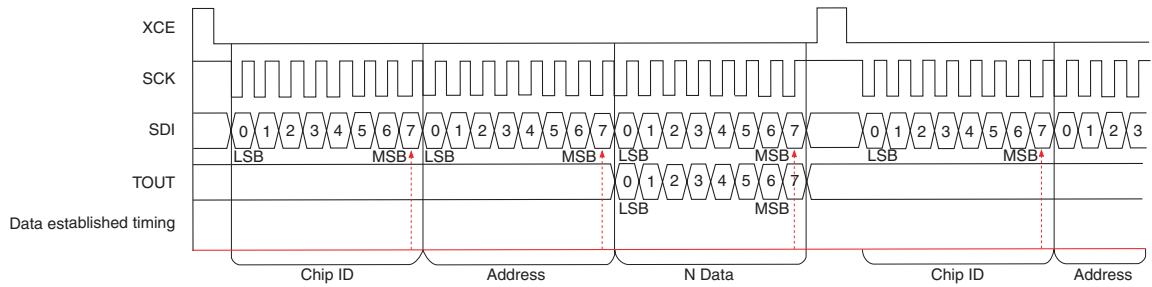 XCE
SCK
SDI 0 1 2 3 4 5 6 7 0 1 2 3 4 5 6 7 0 1 2 3 4 5 6 7 0 1 2 3 4 5 6 7 0 1 2 3
LSB MSB LSB MSB LSB MSB LSB MSB
TOUT 0 1 2 3 4 5 6 7
LSB MSB
Data established timing
Chip ID Address N Data Chip ID Address